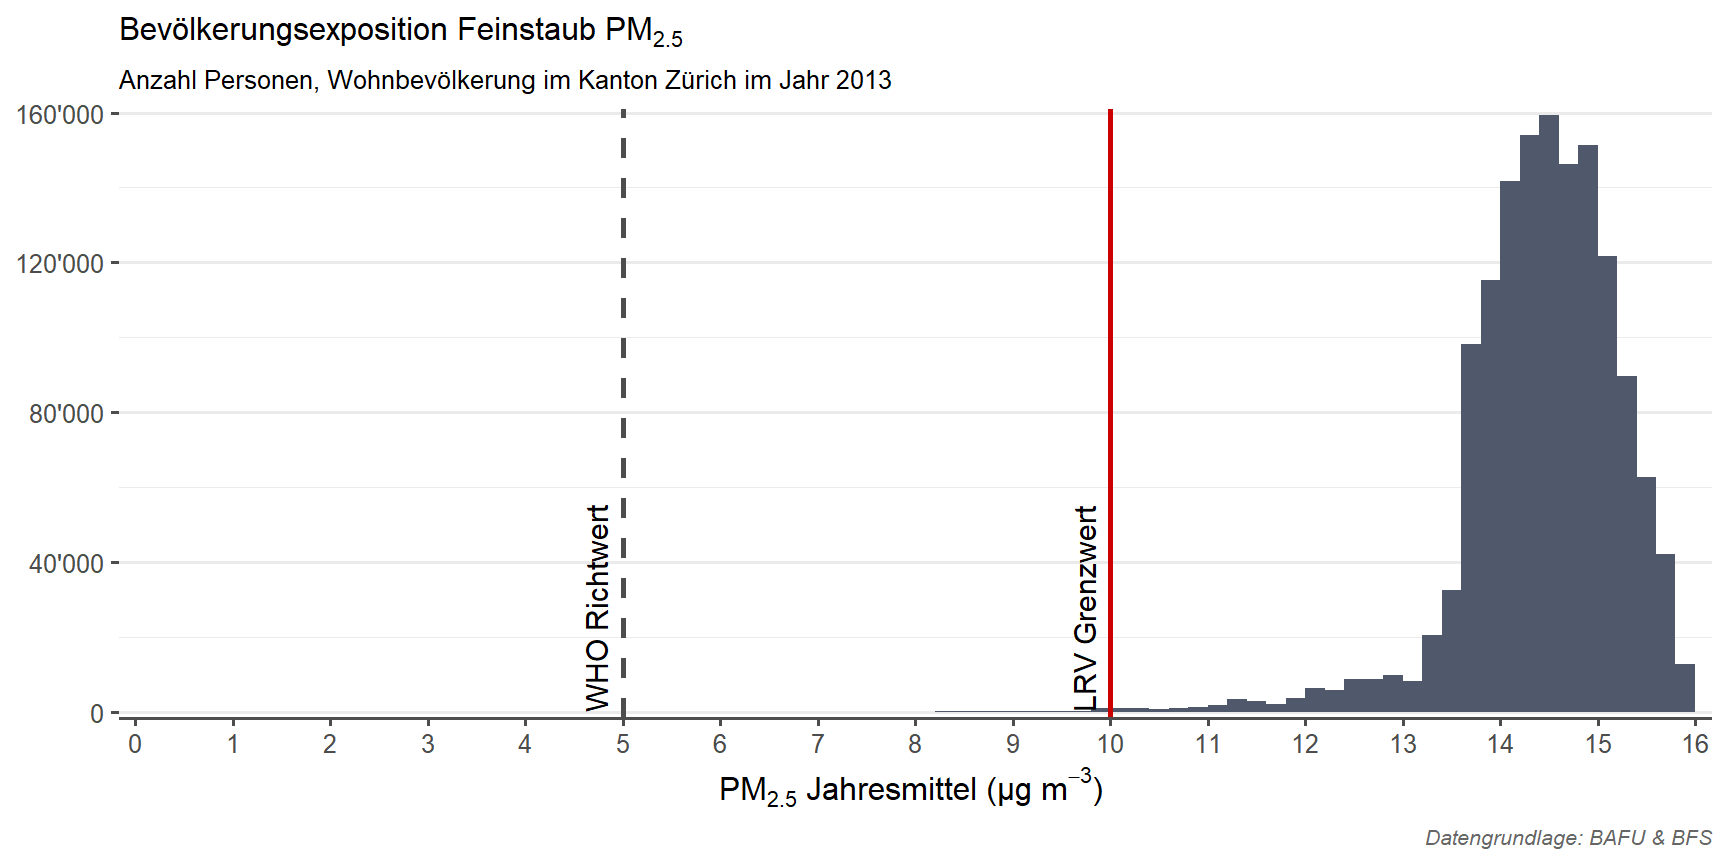 Bevölkerungsexposition Feinstaub PM2.5
Anzahl Personen, Wohnbevölkerung im Kanton Zürich im Jahr 2013
160'000
120'000
80'000
40'000
0
WHO Richtwert
LRV Grenzwert
0 1 2 3 4 5 6 7 8 9 10 11 12 13 14 15 16
PM2.5 Jahresmittel (µg m−3)
Datengrundlage: BAFU & BFS